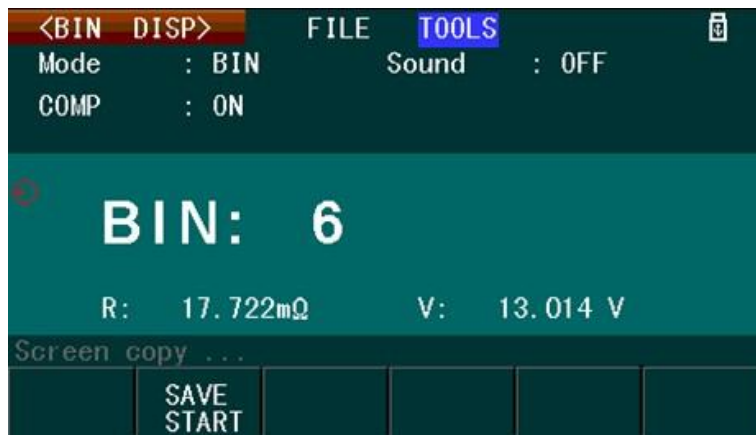 <BIN DISP> FILE TOOLS
Mode : BIN Sound : OFF
COMP : ON
BIN: 6
R: 17.722mΩ V: 13.014 V
Screen copy ...
SAVE
START